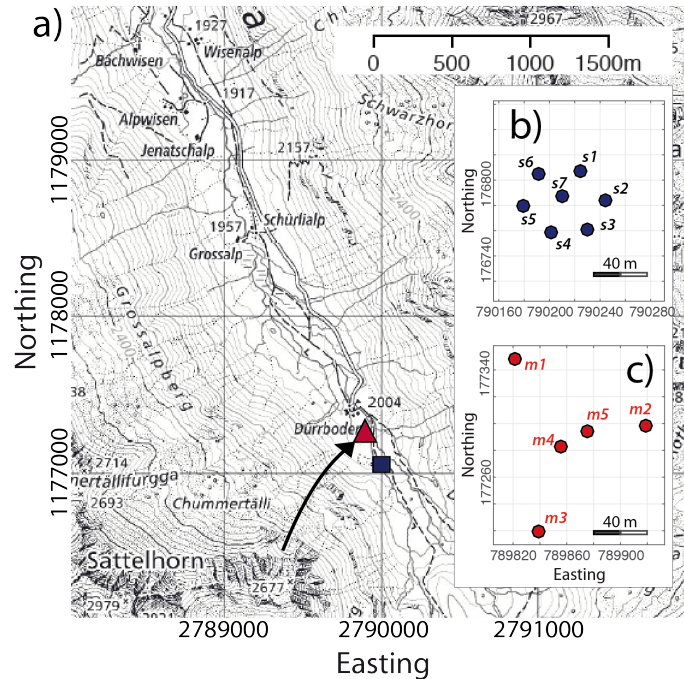 a)
1927
Wisenalp
Bachwisen
1917
Alpwisen
Jenatschalp
2157
Schürlialp
1957
Grossalp
2400
Grossalpberg
2400
2004
Dürrboden
2714
2693
Chummertälli
Sattelhorn
2677
2979
2967
0 500 1000 1500m
Schwarzhor
b)
s6 s1
s7 s2
s5 s4 s3
40 m
Northing
176800
176740
790160 790200 790240 790280
c)
m1
m5 m2
m4
m3
40 m
Northing
177340
177260
789820 789860 789900
Easting
Northing
1179000
1178000
1177000
2789000 2790000 2791000
Easting